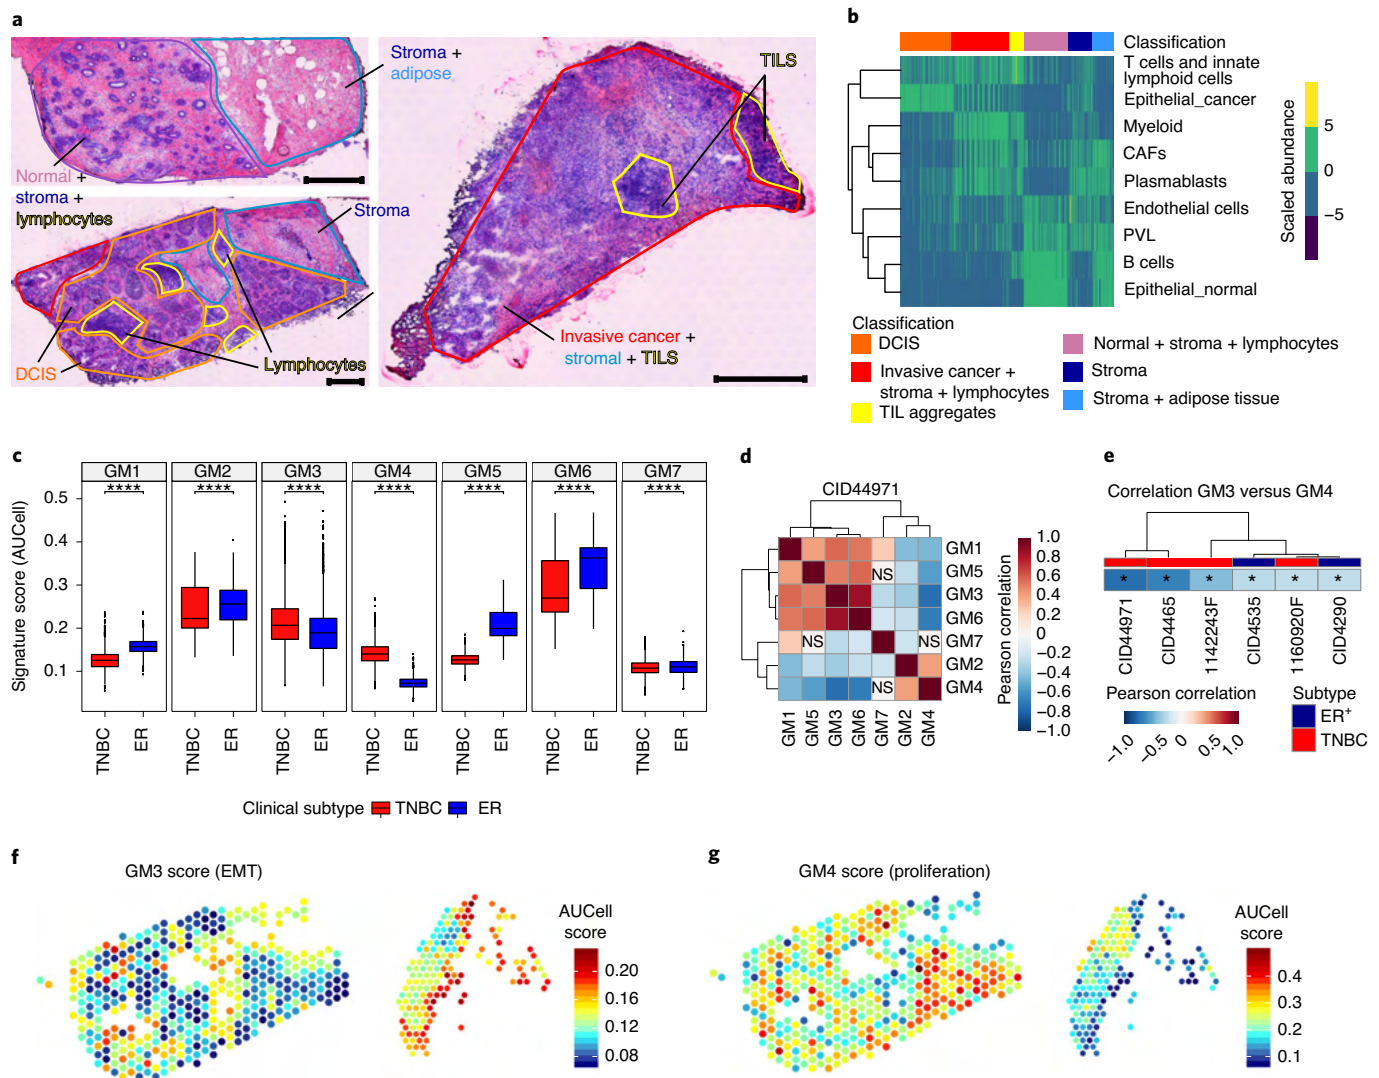 a
Stroma +
adipose
Normal +
stroma +
lymphocytes
Stroma
DCIS
Lymphocytes
TILS
Invasive cancer +
stromal + TILS
b
Classification
T cells and innate
lymphoid cells
Epithelial_cancer
Myeloid
CAFs
Plasmablasts
Endothelial cells
PVL
B cells
Epithelial_normal
Scaled abundance
5
0
−5
Classification
DCIS
Invasive cancer +
stroma + lymphocytes
TIL aggregates
Normal + stroma + lymphocytes
Stroma
Stroma + adipose tissue
c
GM1 GM2 GM3 GM4 GM5 GM6 GM7
**** **** **** **** **** **** ****
Signature score (AUCell)
0.5
0.4
0.3
0.2
0.1
TNBC ER TNBC ER TNBC ER TNBC ER TNBC ER TNBC ER TNBC ER
Clinical subtype TNBC ER
d
CID44971
GM1
GM5
NS
GM3
GM6
NS NS GM7
GM2
NS GM4
GM1 GM5 GM3 GM6 GM7 GM2 GM4
Pearson correlation
1.0
0.8
0.6
0.4
0.2
0
−0.2
−0.4
−0.6
−0.8
−1.0
e
Correlation GM3 versus GM4
* * * * * *
CID44971 CID4465 1142243F CID4535 1160920F CID4290
Pearson correlation
−1.0 −0.5 0 0.5 1.0
Subtype
ER+
TNBC
f
GM3 score (EMT)
AUCell
score
0.20
0.16
0.12
0.08
g
GM4 score (proliferation)
AUCell
score
0.4
0.3
0.2
0.1